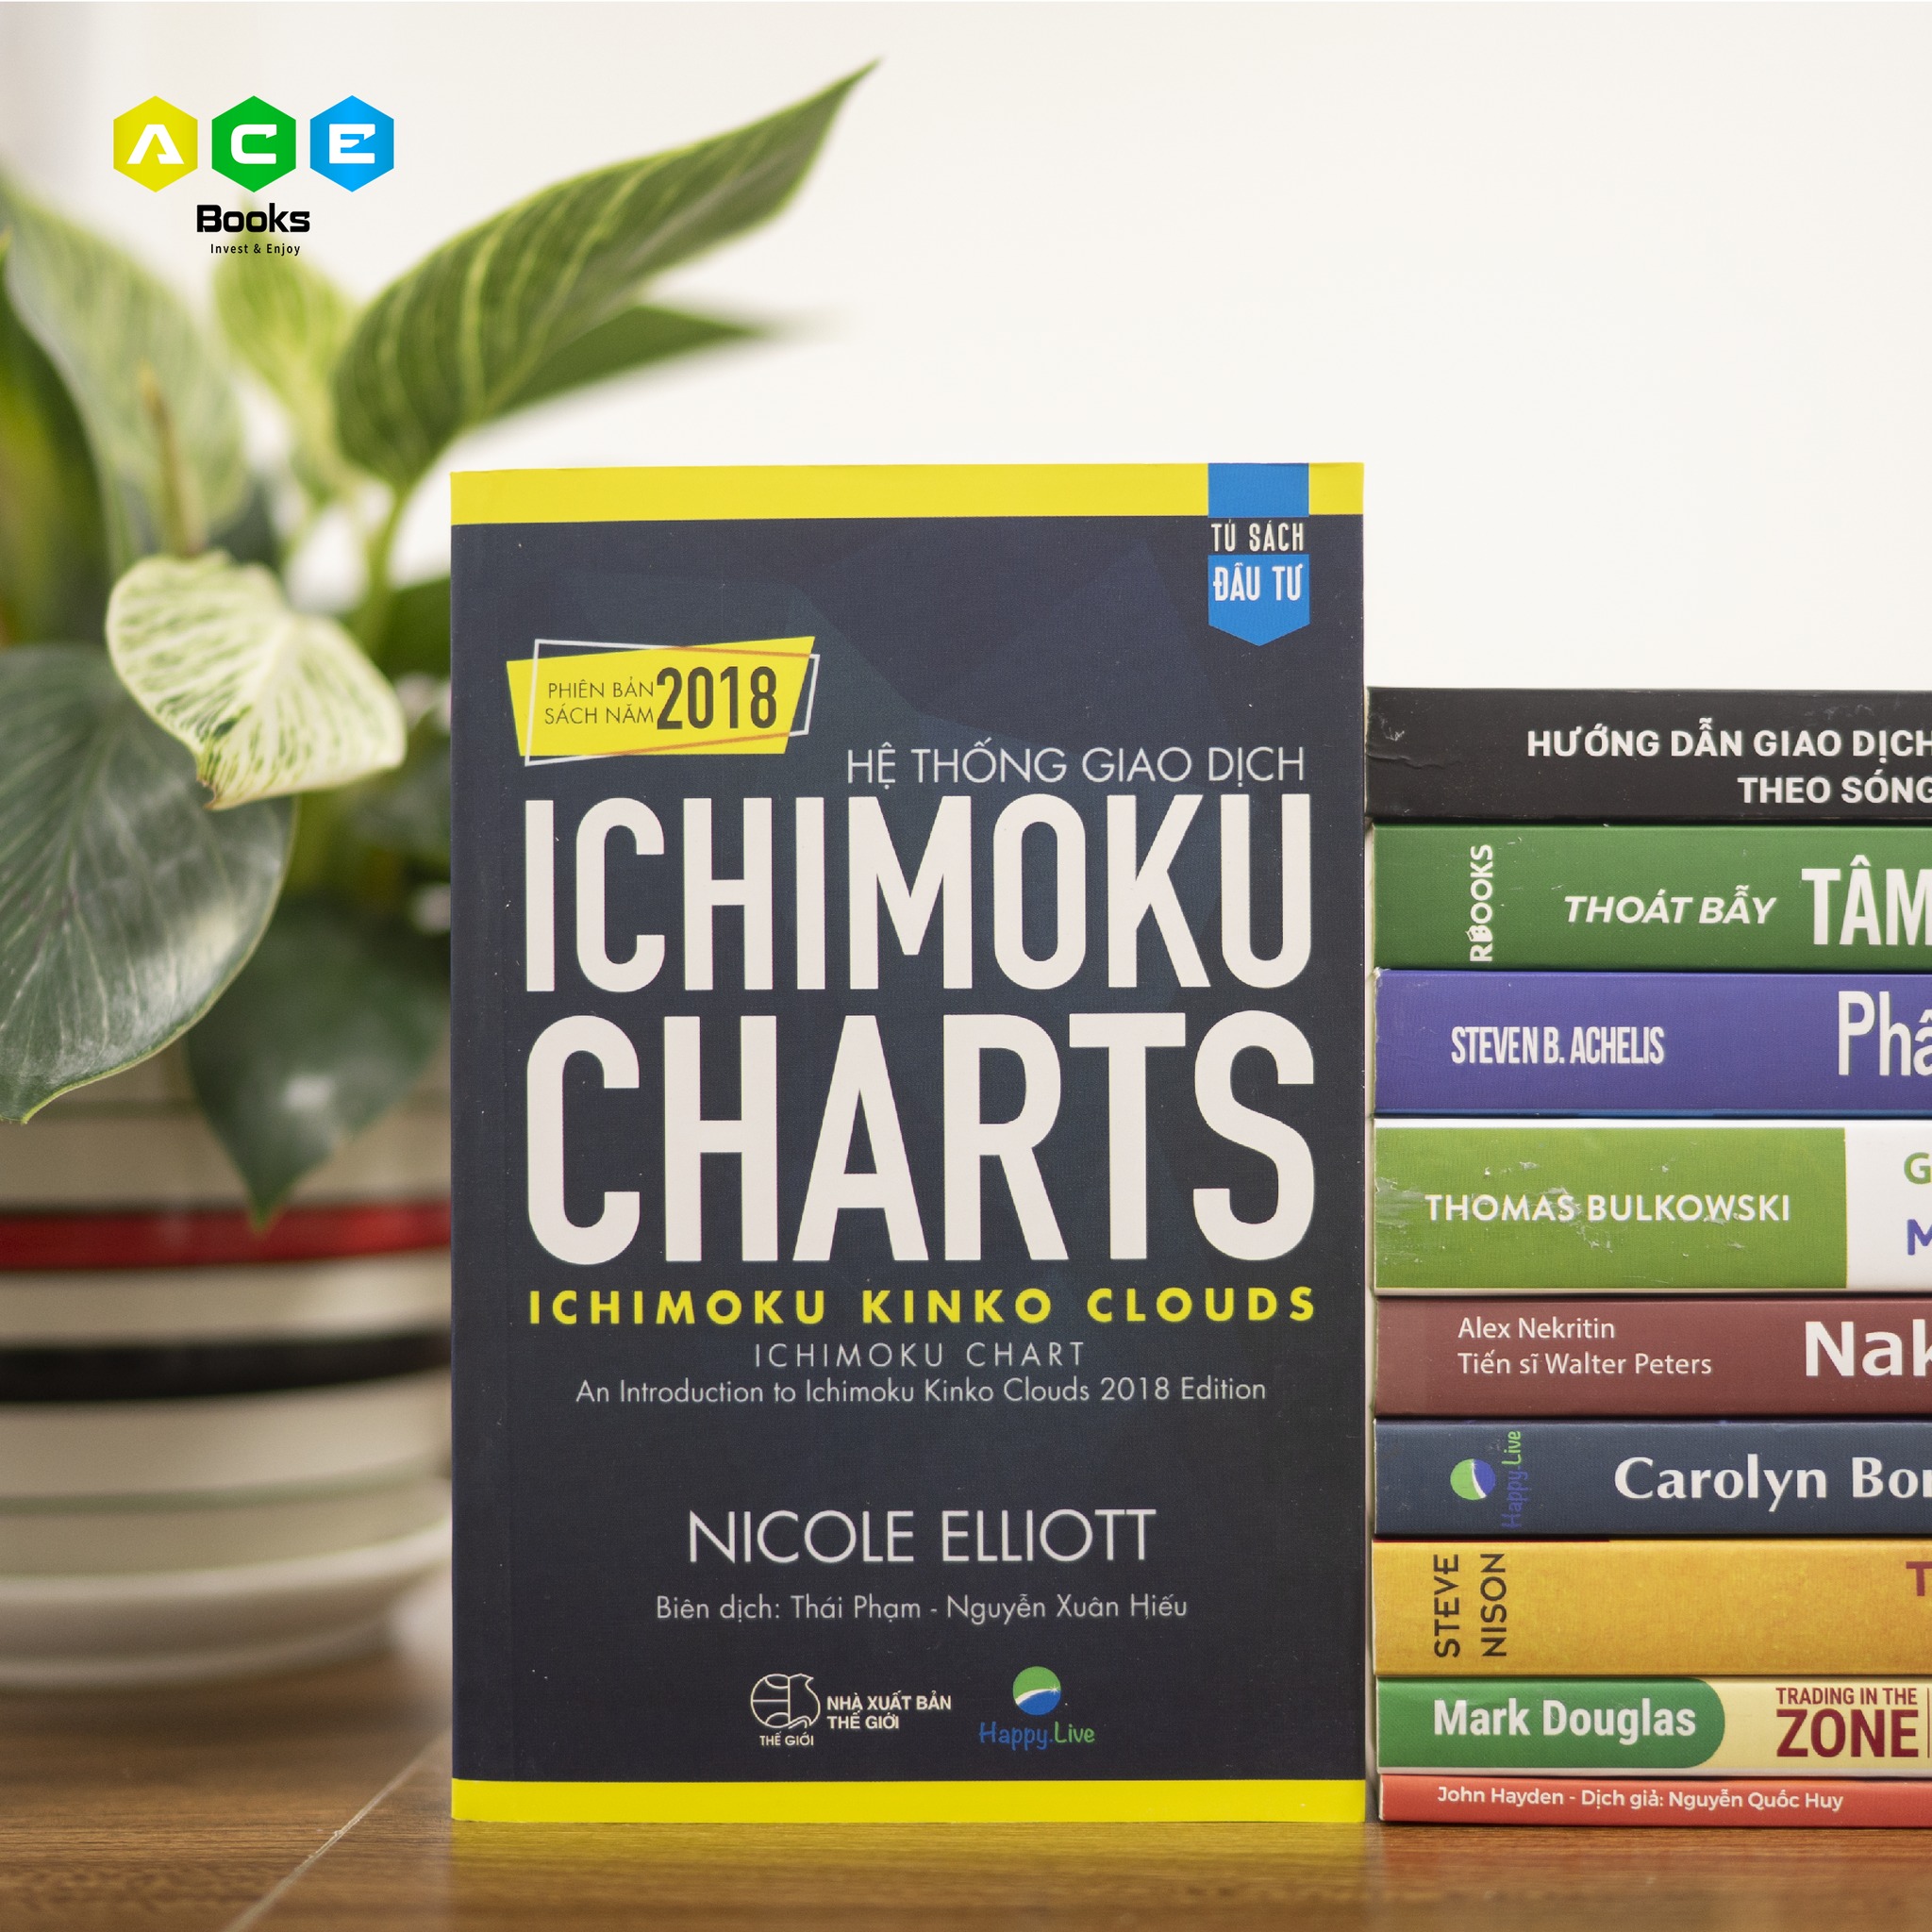 ACE
Books
Invest & Enjoy
TỦ SÁCH
ĐẦU TƯ
PHIÊN BẢN
SÁCH NĂM 2018
HỆ THỐNG GIAO DỊCH
ICHIMOKU
CHARTS
ICHIMOKU KINKO CLOUDS
ICHIMOKU CHART
An Introduction to Ichimoku Kinko Clouds 2018 Edition
NICOLE ELLIOTT
Biên dịch: Thái Phạm - Nguyễn Xuân Hiếu
NHÀ XUẤT BẢN
THẾ GIỚI
THẾ GIỚI
Happy.Live
HƯỚNG DẪN GIAO DỊCH
THEO SÓNG
BOOKS
THOÁT BẪY TÂM
STEVEN B. ACHELIS
THOMAS BULKOWSKI
Alex Nekritin
Tiến sĩ Walter Peters
Happy.Live
Carolyn
STEVE
NISON
Mark Douglas
TRADING IN THE
ZONE
John Hayden - Dịch giả: Nguyễn Quốc Huy